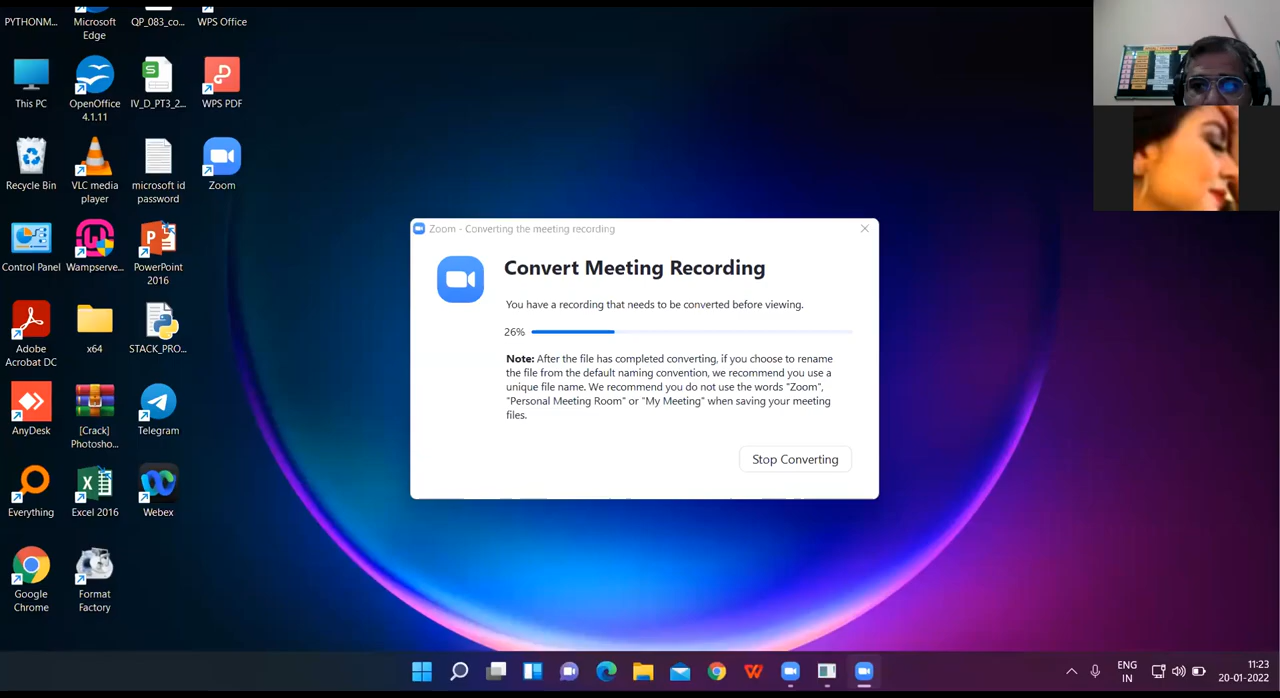 PYTHONM...
Microsoft
Edge
QP_083_co...
WPS Office
This PC
OpenOffice
4.1.11
IV_D_PT3_2...
WPS PDF
Recycle Bin
VLC media
player
microsoft id
password
Zoom
Control Panel
Wampserve...
PowerPoint
2016
Adobe
Acrobat DC
x64
STACK_PRO...
AnyDesk
[Crack]
Photosho...
Telegram
Everything
Excel 2016
Webex
Google
Chrome
Format
Factory
Zoom - Converting the meeting recording
Convert Meeting Recording
You have a recording that needs to be converted before viewing.
26%
Note: After the file has completed converting, if you choose to rename
the file from the default naming convention, we recommend you use a
unique file name. We recommend you do not use the words "Zoom",
"Personal Meeting Room" or "My Meeting" when saving your meeting
files.
Stop Converting
ENG
IN
11:23
20-01-2022